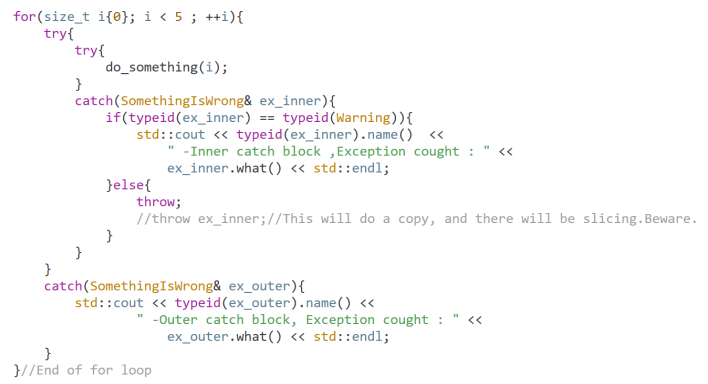 for(size_t i{0}; i < 5 ; ++i){
    try{
        try{
            do_something(i);
        }
        catch(SomethingIsWrong& ex_inner){
            if(typeid(ex_inner) == typeid(Warning)){
                std::cout << typeid(ex_inner).name()  <<
                    " -Inner catch block ,Exception cought : " <<
                    ex_inner.what() << std::endl;
            }else{
                throw;
                //throw ex_inner;//This will do a copy, and there will be slicing.Beware.
            }
        }
    }
    catch(SomethingIsWrong& ex_outer){
        std::cout << typeid(ex_outer).name() <<
                " -Outer catch block, Exception cought : " <<
                    ex_outer.what() << std::endl;
    }
}//End of for loop